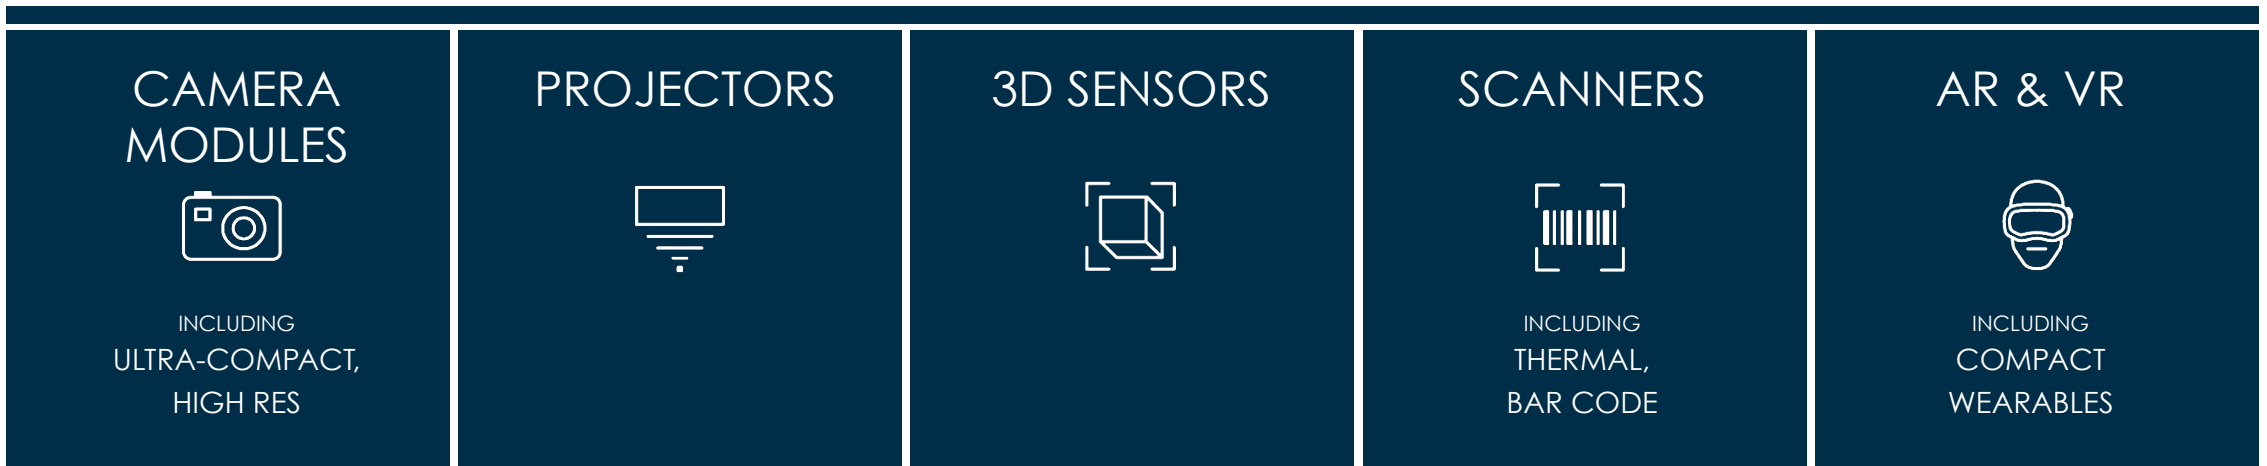 CAMERA
MODULES
INCLUDING
ULTRA-COMPACT,
HIGH RES
PROJECTORS
3D SENSORS
SCANNERS
INCLUDING
THERMAL,
BAR CODE
AR & VR
INCLUDING
COMPACT
WEARABLES